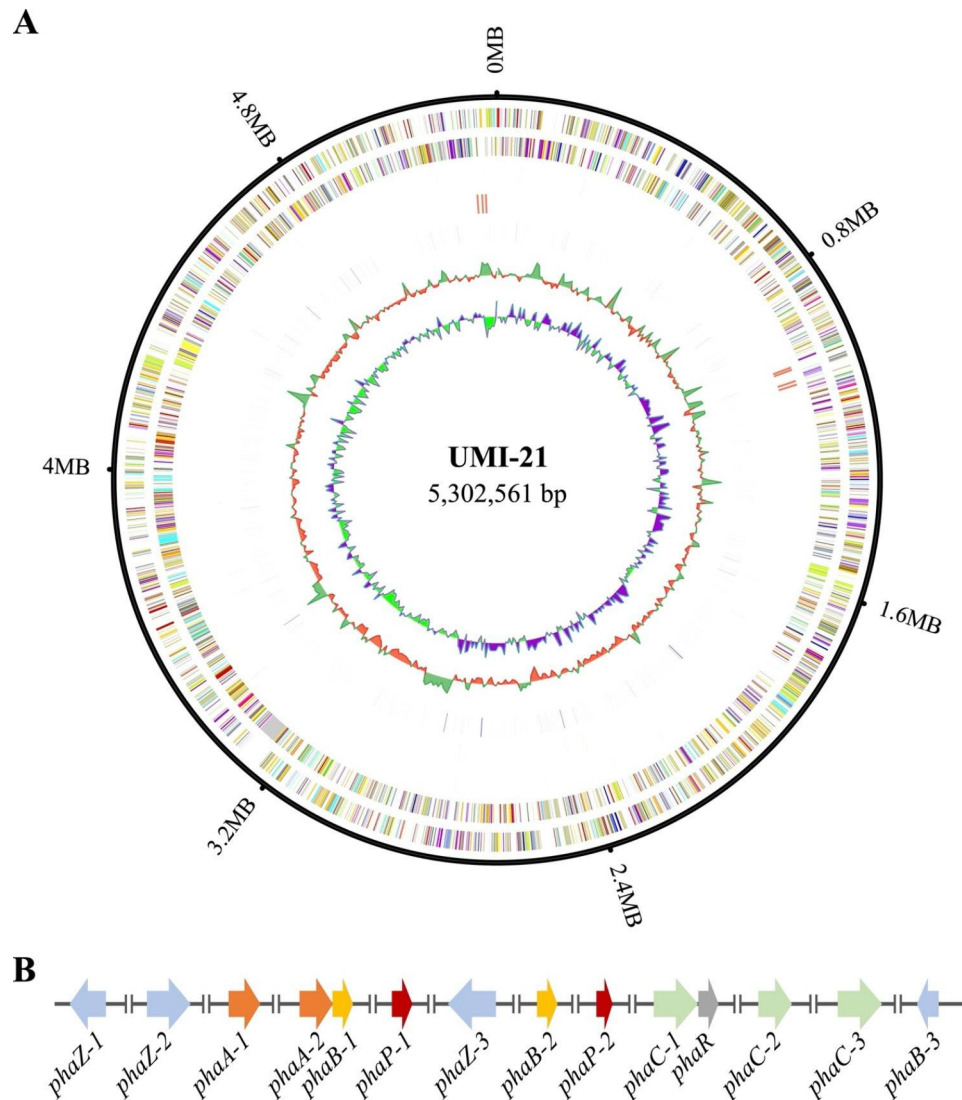 A
0MB
0.8MB
1.6MB
2.4MB
3.2MB
4MB
4.8MB
UMI-21
5,302,561 bp
B
phaZ-1
phaZ-2
phaA-1
phaA-2
phaB-1
phaP-1
phaZ-3
phaB-2
phaP-2
phaC-1
phaR
phaC-2
phaC-3
phaB-3